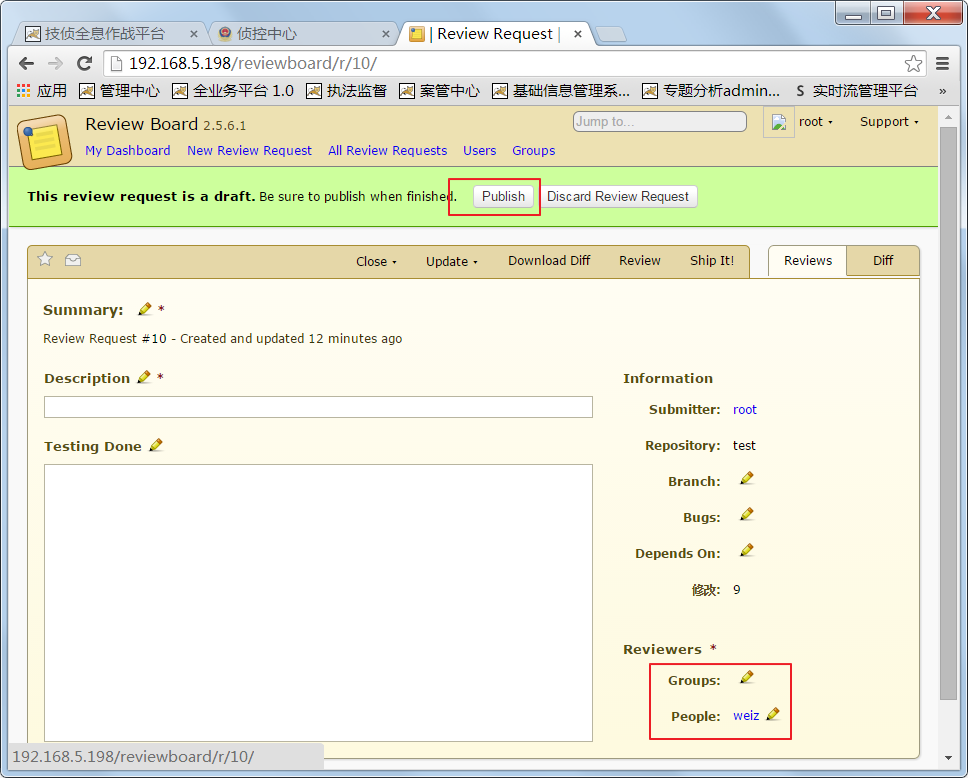 技侦全息作战平台 × 侦控中心 × | Review Request | ×
192.168.5.198/reviewboard/r/10/
应用 管理中心 全业务平台 1.0 执法监督 案管中心 基础信息管理系... 专题分析admin... S 实时流管理平台 »
Review Board 2.5.6.1 Jump to... root Support
My Dashboard New Review Request All Review Requests Users Groups
This review request is a draft. Be sure to publish when finished. Publish Discard Review Request
Close Update Download Diff Review Ship It! Reviews Diff
Summary: *
Review Request #10 - Created and updated 12 minutes ago
Description * Information
Submitter: root
Repository: test
Testing Done
Branch:
Bugs:
Depends On:
修改: 9
Reviewers *
Groups:
People: weiz
192.168.5.198/reviewboard/r/10/